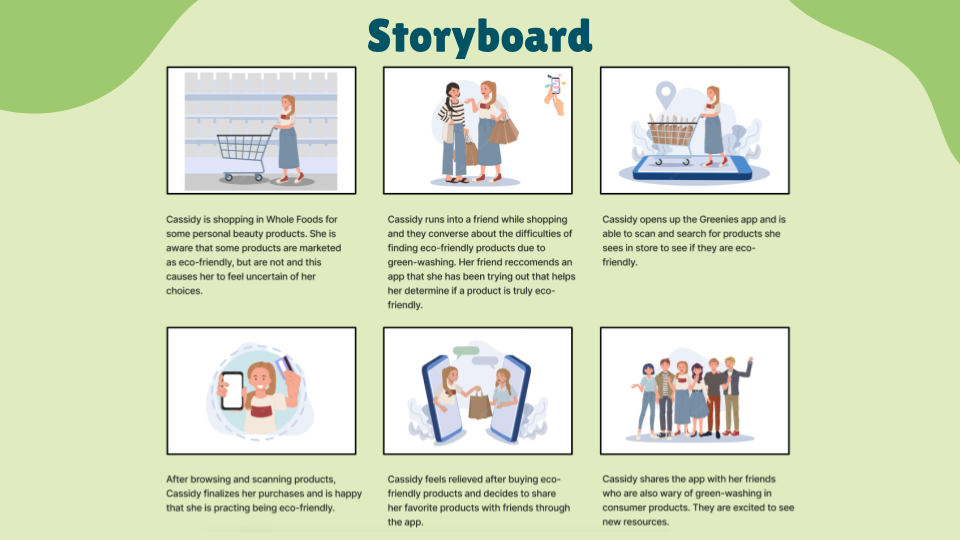 Storyboard
Cassidy is shopping in Whole Foods for
some personal beauty products. She is
aware that some products are marketed
as eco-friendly, but are not and this
causes her to feel uncertain of her
choices.
Cassidy runs into a friend while shopping
and they converse about the difficulties of
finding eco-friendly products due to
green-washing. Her friend reccomends an
app that she has been trying out that helps
her determine if a product is truly eco-
friendly.
Cassidy opens up the Greenies app and is
able to scan and search for products she
sees in store to see if they are eco-
friendly.
After browsing and scanning products,
Cassidy finalizes her purchases and is happy
that she is practing being eco-friendly.
Cassidy feels relieved after buying eco-
friendly products and decides to share
her favorite products with friends through
the app.
Cassidy shares the app with her friends
who are also wary of green-washing in
consumer products. They are excited to see
new resources.